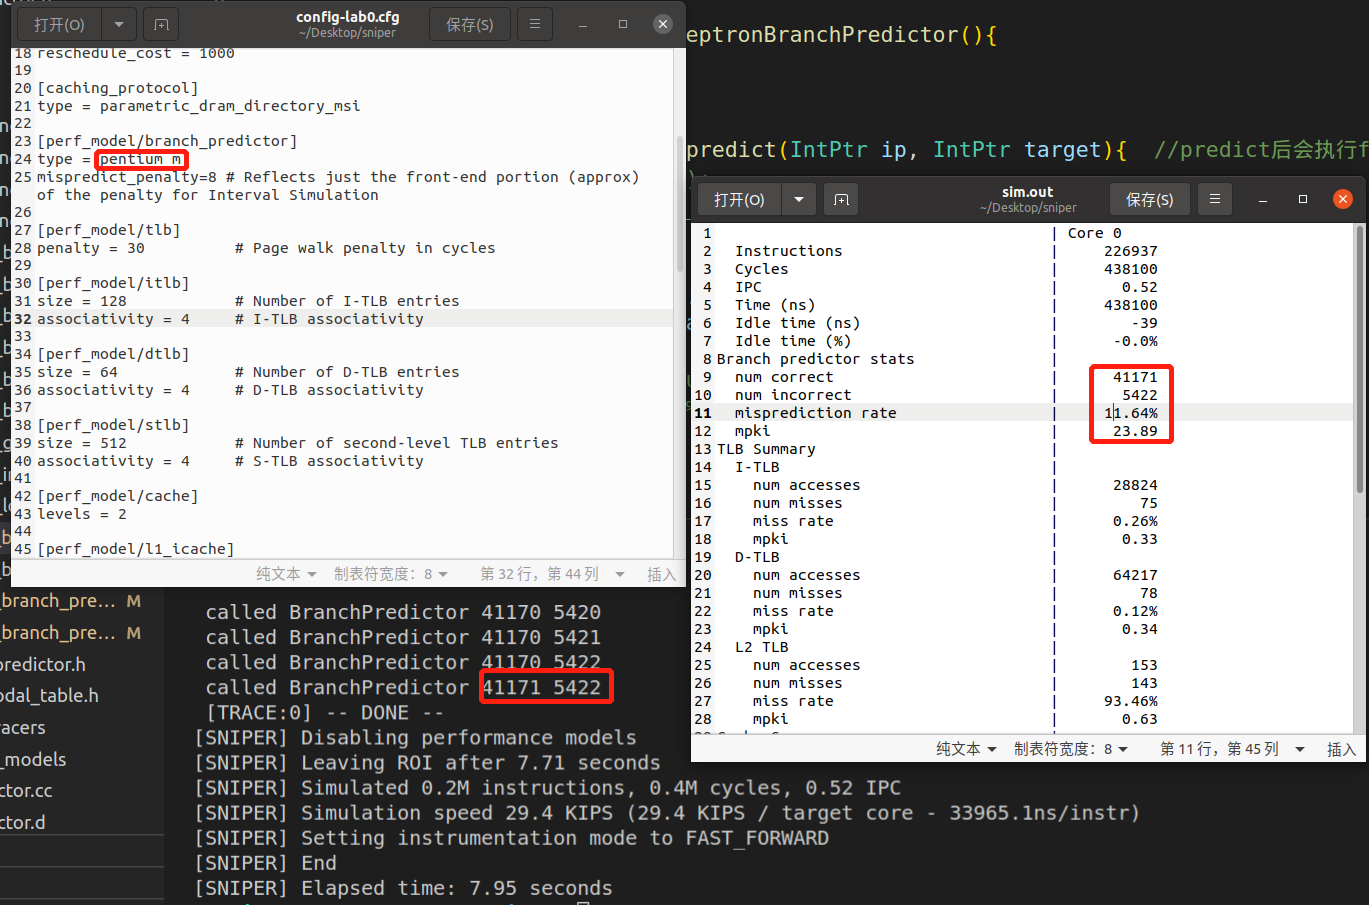 打开(O)
config-lab0.cfg
~/Desktop/sniper
保存(S)
18 reschedule_cost = 1000
19
20 [caching_protocol]
21 type = parametric_dram_directory_msi
22
23 [perf_model/branch_predictor]
24 type = pentium_m
25 mispredict_penalty=8 # Reflects just the front-end portion (approx)
of the penalty for Interval Simulation
26
27 [perf_model/tlb]
28 penalty = 30 # Page walk penalty in cycles
29
30 [perf_model/itlb]
31 size = 128 # Number of I-TLB entries
32 associativity = 4 # I-TLB associativity
33
34 [perf_model/dtlb]
35 size = 64 # Number of D-TLB entries
36 associativity = 4 # D-TLB associativity
37
38 [perf_model/stlb]
39 size = 512 # Number of second-level TLB entries
40 associativity = 4 # S-TLB associativity
41
42 [perf_model/cache]
43 levels = 2
44
45 [perf_model/l1_icache]
纯文本 制表符宽度：8 第 32 行，第 44 列 插入
eptronBranchPredictor(){
predict(IntPtr ip, IntPtr target){ //predict后会执行f
打开(O)
sim.out
~/Desktop/sniper
保存(S)
1 | Core 0
2 Instructions | 226937
3 Cycles | 438100
4 IPC | 0.52
5 Time (ns) | 438100
6 Idle time (ns) | -39
7 Idle time (%) | -0.0%
8 Branch predictor stats |
9 num correct | 41171
10 num incorrect | 5422
11 misprediction rate | 11.64%
12 mpki | 23.89
13 TLB Summary |
14 I-TLB |
15 num accesses | 28824
16 num misses | 75
17 miss rate | 0.26%
18 mpki | 0.33
19 D-TLB |
20 num accesses | 64217
21 num misses | 78
22 miss rate | 0.12%
23 mpki | 0.34
24 L2 TLB |
25 num accesses | 153
26 num misses | 143
27 miss rate | 93.46%
28 mpki | 0.63
纯文本 制表符宽度：8 第 11 行，第 45 列 插入
_branch_pre... M
_branch_pre... M
predictor.h
odal_table.h
racers
_models
ctor.cc
ctor.d
called BranchPredictor 41170 5420
called BranchPredictor 41170 5421
called BranchPredictor 41170 5422
called BranchPredictor 41171 5422
[TRACE:0] -- DONE --
[SNIPER] Disabling performance models
[SNIPER] Leaving ROI after 7.71 seconds
[SNIPER] Simulated 0.2M instructions, 0.4M cycles, 0.52 IPC
[SNIPER] Simulation speed 29.4 KIPS (29.4 KIPS / target core - 33965.1ns/instr)
[SNIPER] Setting instrumentation mode to FAST_FORWARD
[SNIPER] End
[SNIPER] Elapsed time: 7.95 seconds